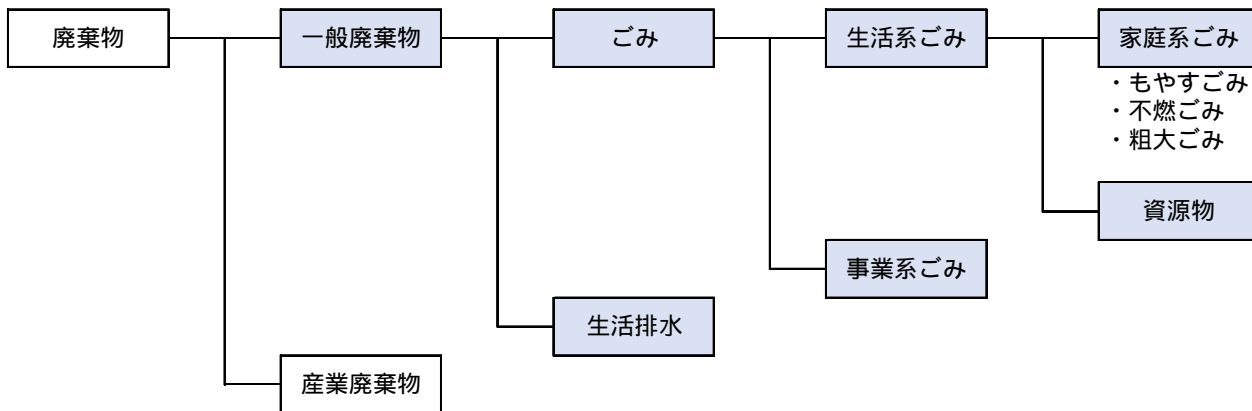 廃棄物
一般廃棄物
ごみ
生活系ごみ
家庭系ごみ
・もやすごみ
・不燃ごみ
・粗大ごみ
資源物
事業系ごみ
生活排水
産業廃棄物